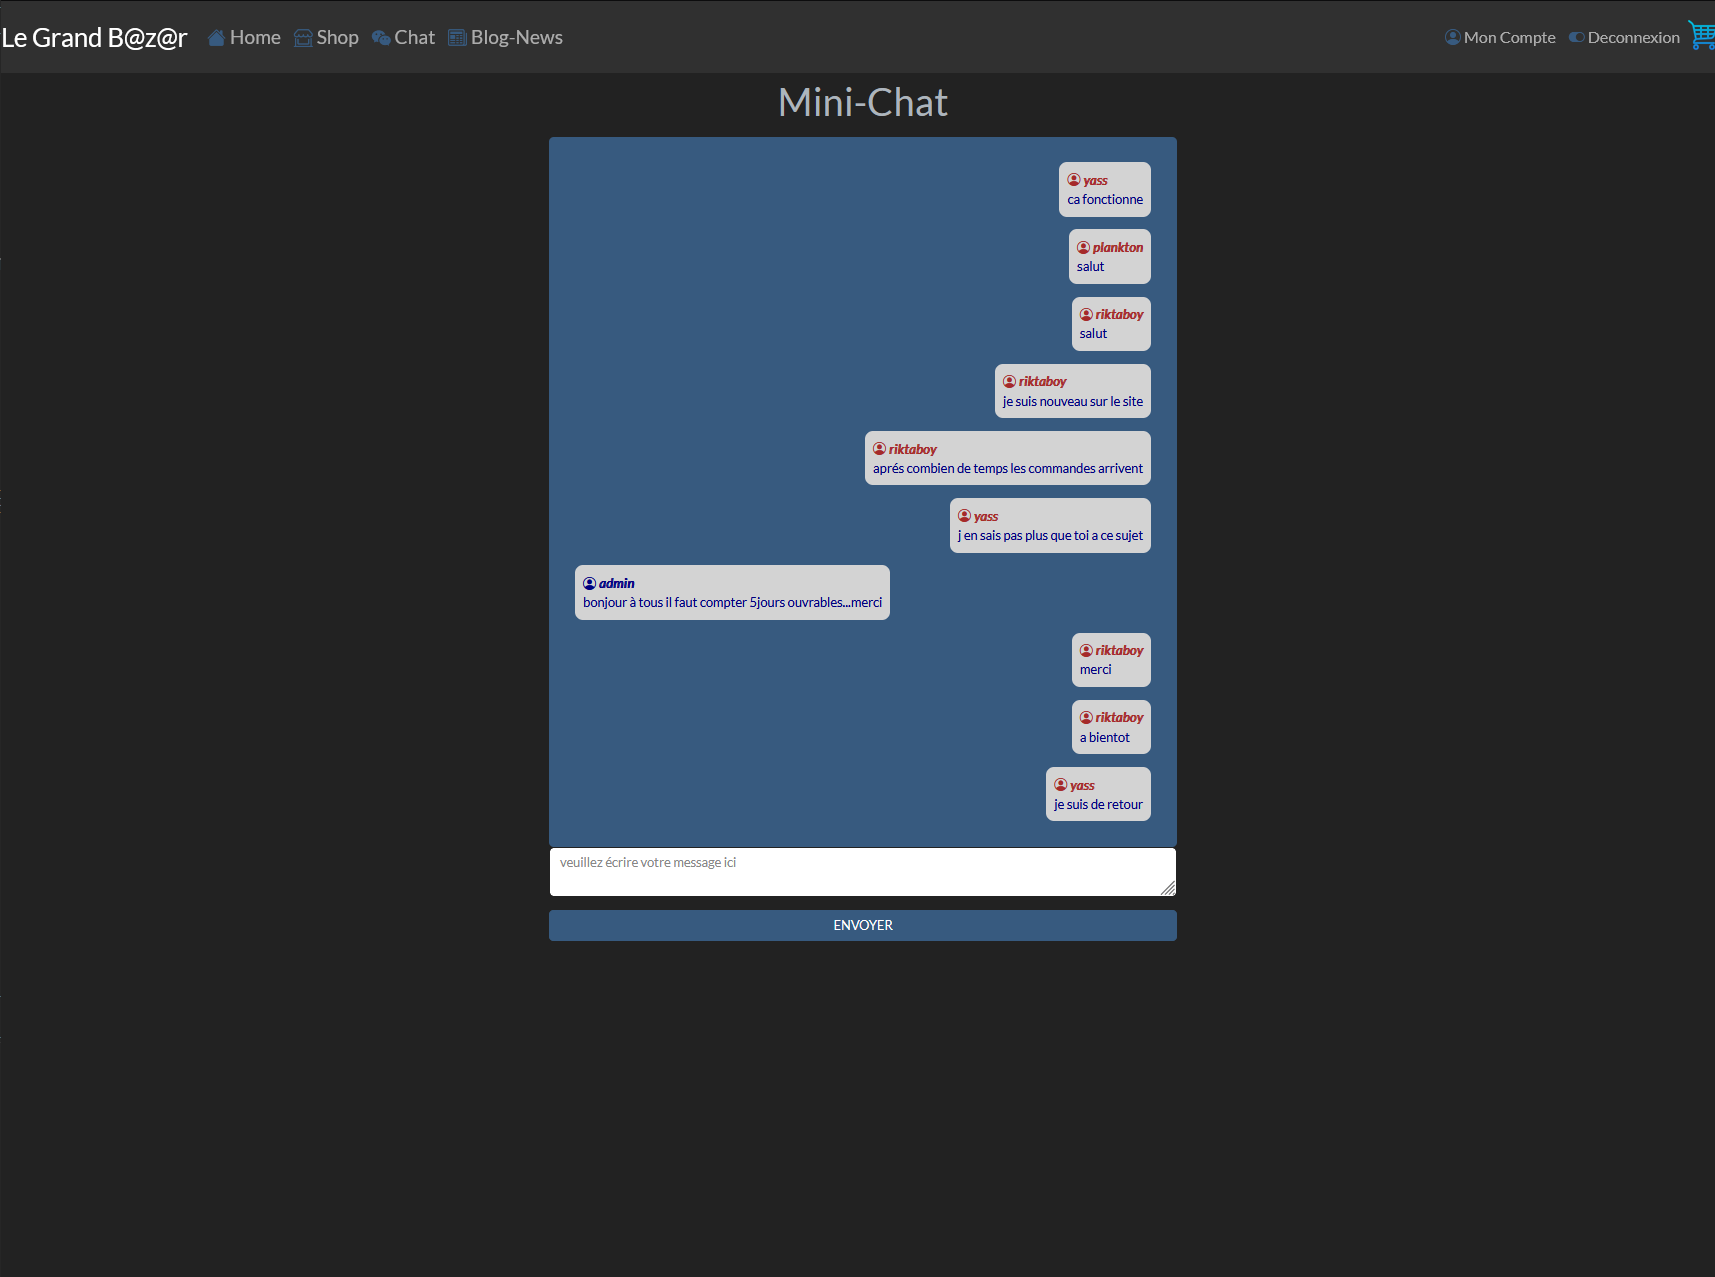 Le Grand B@z@r Home Shop Chat Blog-News Mon Compte Deconnexion
Mini-Chat
yass
ca fonctionne
plankton
salut
riktaboy
salut
riktaboy
je suis nouveau sur le site
riktaboy
aprés combien de temps les commandes arrivent
yass
j en sais pas plus que toi a ce sujet
admin
bonjour à tous il faut compter 5jours ouvrables...merci
riktaboy
merci
riktaboy
a bientot
yass
je suis de retour
veuillez écrire votre message ici
ENVOYER